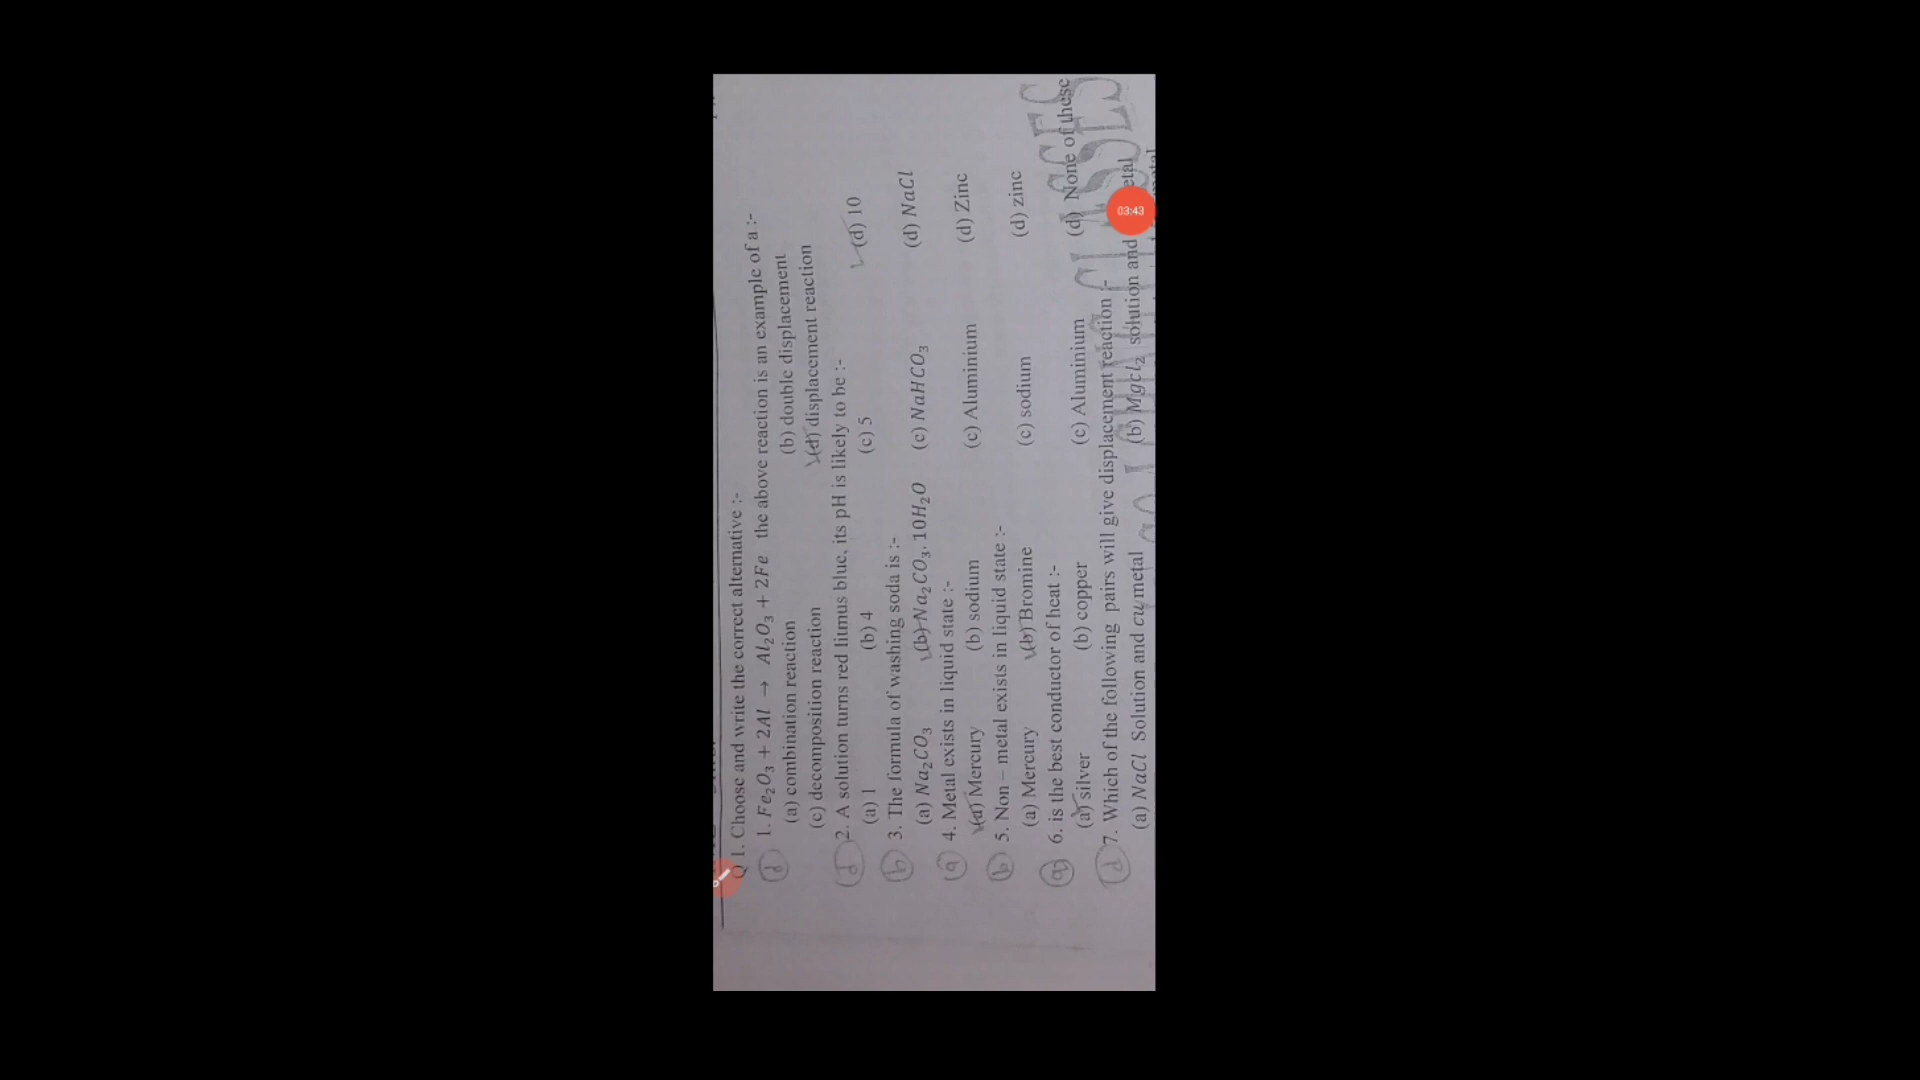 Q 1. Choose and write the correct alternative :-
(d) 1. Fe₂O₃ + 2Al → Al₂O₃ + 2Fe the above reaction is an example of a :-
(a) combination reaction (b) double displacement
(c) decomposition reaction (d) displacement reaction
(d) 2. A solution turns red litmus blue, its pH is likely to be :-
(a) 1 (b) 4 (c) 5 (d) 10
(b) 3. The formula of washing soda is :-
(a) Na₂CO₃ (b) Na₂CO₃.10H₂O (c) NaHCO₃ (d) NaCl
(a) 4. Metal exists in liquid state :-
(a) Mercury (b) sodium (c) Aluminium (d) Zinc
(b) 5. Non – metal exists in liquid state :-
(a) Mercury (b) Bromine (c) sodium (d) zinc
(a) 6. is the best conductor of heat :-
(a) silver (b) copper (c) Aluminium (d) None of these
(d) 7. Which of the following pairs will give displacement reaction :-
(a) NaCl Solution and cu metal (b) Mgcl₂ solution and
03:43